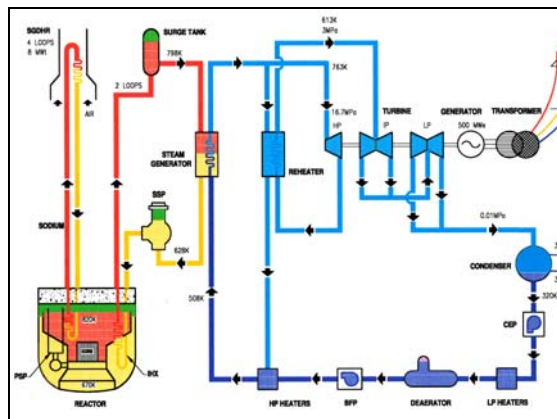 SGDHR
4 LOOPS
8 MWt
AIR
SURGE TANK
798K
2 LOOPS
613K
3MPa
763K
16.7MPa
TURBINE
HP
IP
LP
GENERATOR
500 MWe
TRANSFORMER
STEAM
GENERATOR
REHEATER
SSP
SODIUM
628K
508K
0.01MPa
CONDENSER
320K
CEP
820K
CORE
670K
PSP
IHX
REACTOR
HP HEATERS
BFP
DEAERATOR
LP HEATERS